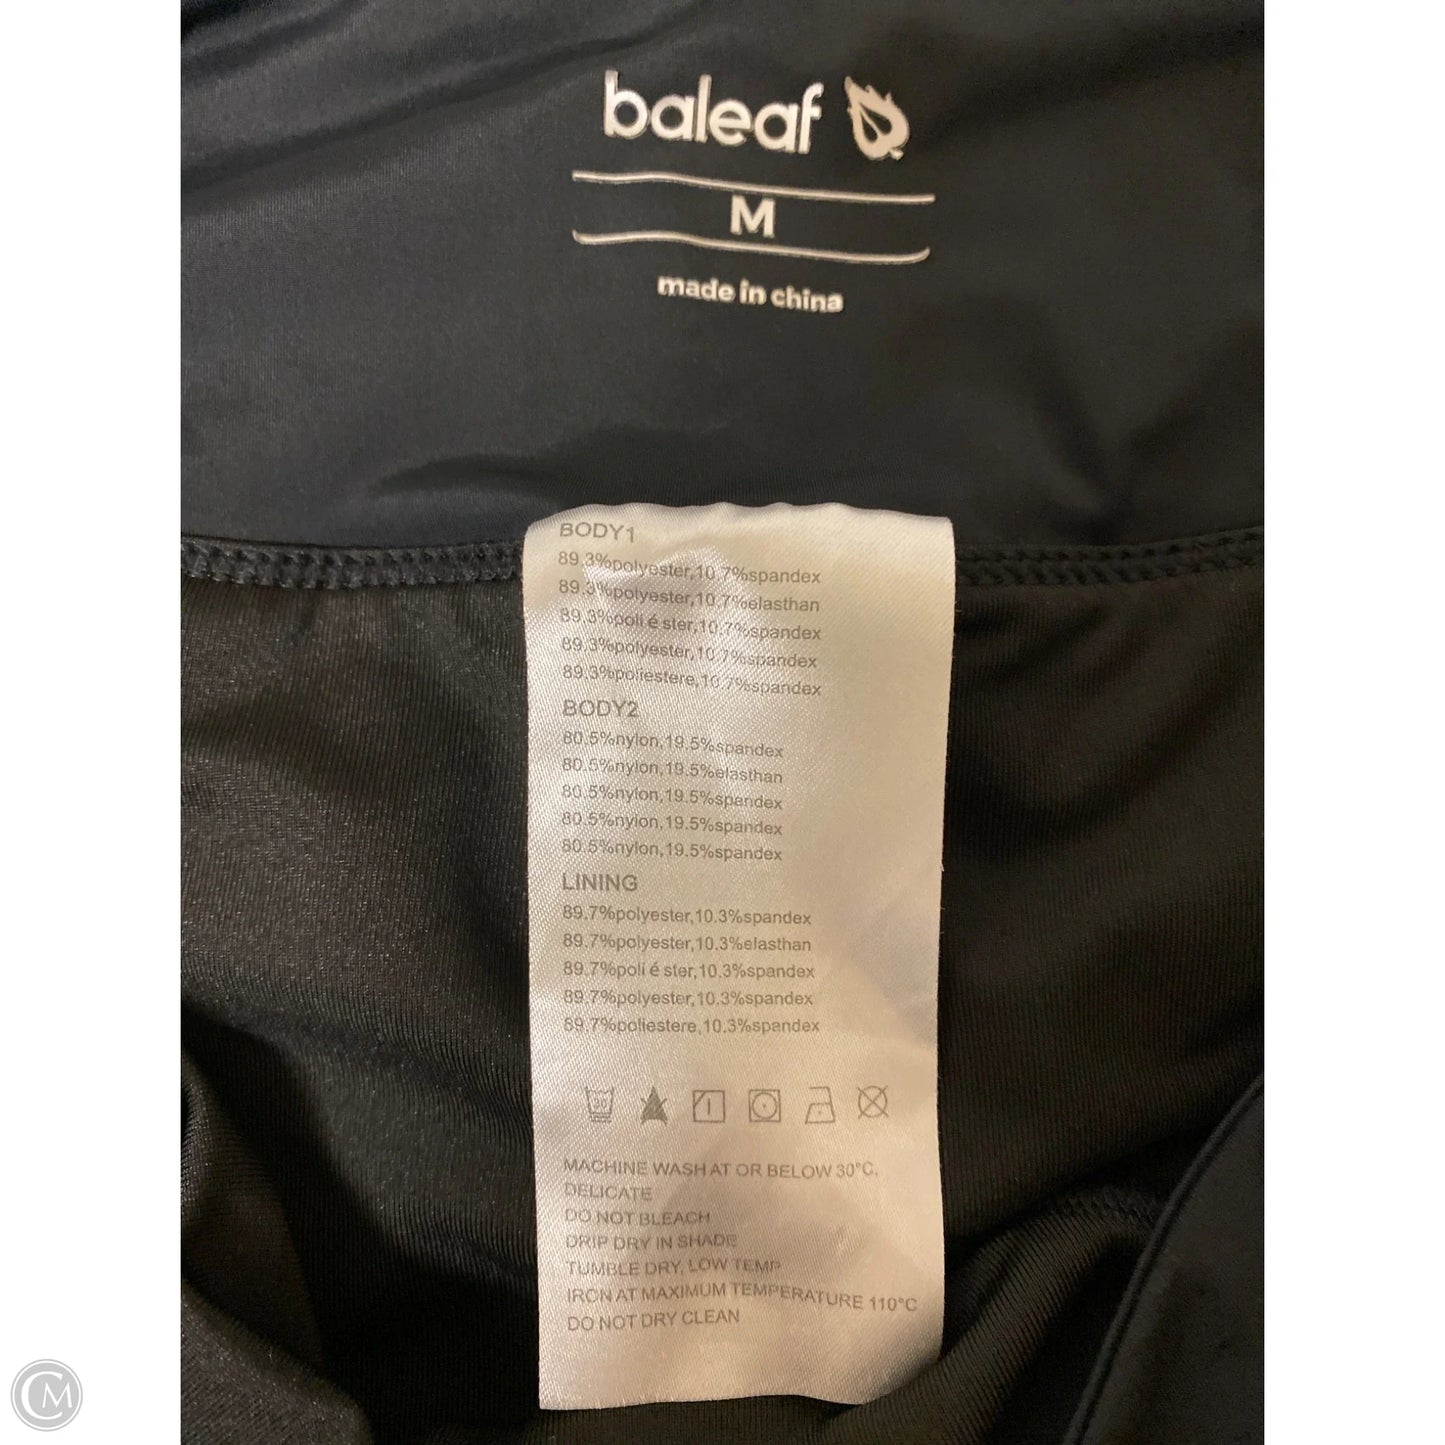 baleaf
M
made in china
BODY1
89.3%polyester,10.7%spandex
89.3%polyester,10.7%elasthan
89.3%poli é ster,10.7%spandex
89.3%polyester,10.7%spandex
89.3%poliestere,10.7%spandex
BODY2
80.5%nylon,19.5%spandex
80.5%nylon,19.5%elasthan
80.5%nylon,19.5%spandex
80.5%nylon,19.5%spandex
80.5%nylon,19.5%spandex
LINING
89.7%polyester,10.3%spandex
89.7%polyester,10.3%elasthan
89.7%poli é ster,10.3%spandex
89.7%polyester,10.3%spandex
89.7%poliestere,10.3%spandex
30
MACHINE WASH AT OR BELOW 30°C,
DELICATE
DO NOT BLEACH
DRIP DRY IN SHADE
TUMBLE DRY, LOW TEMP
IRON AT MAXIMUM TEMPERATURE 110°C
DO NOT DRY CLEAN
CM